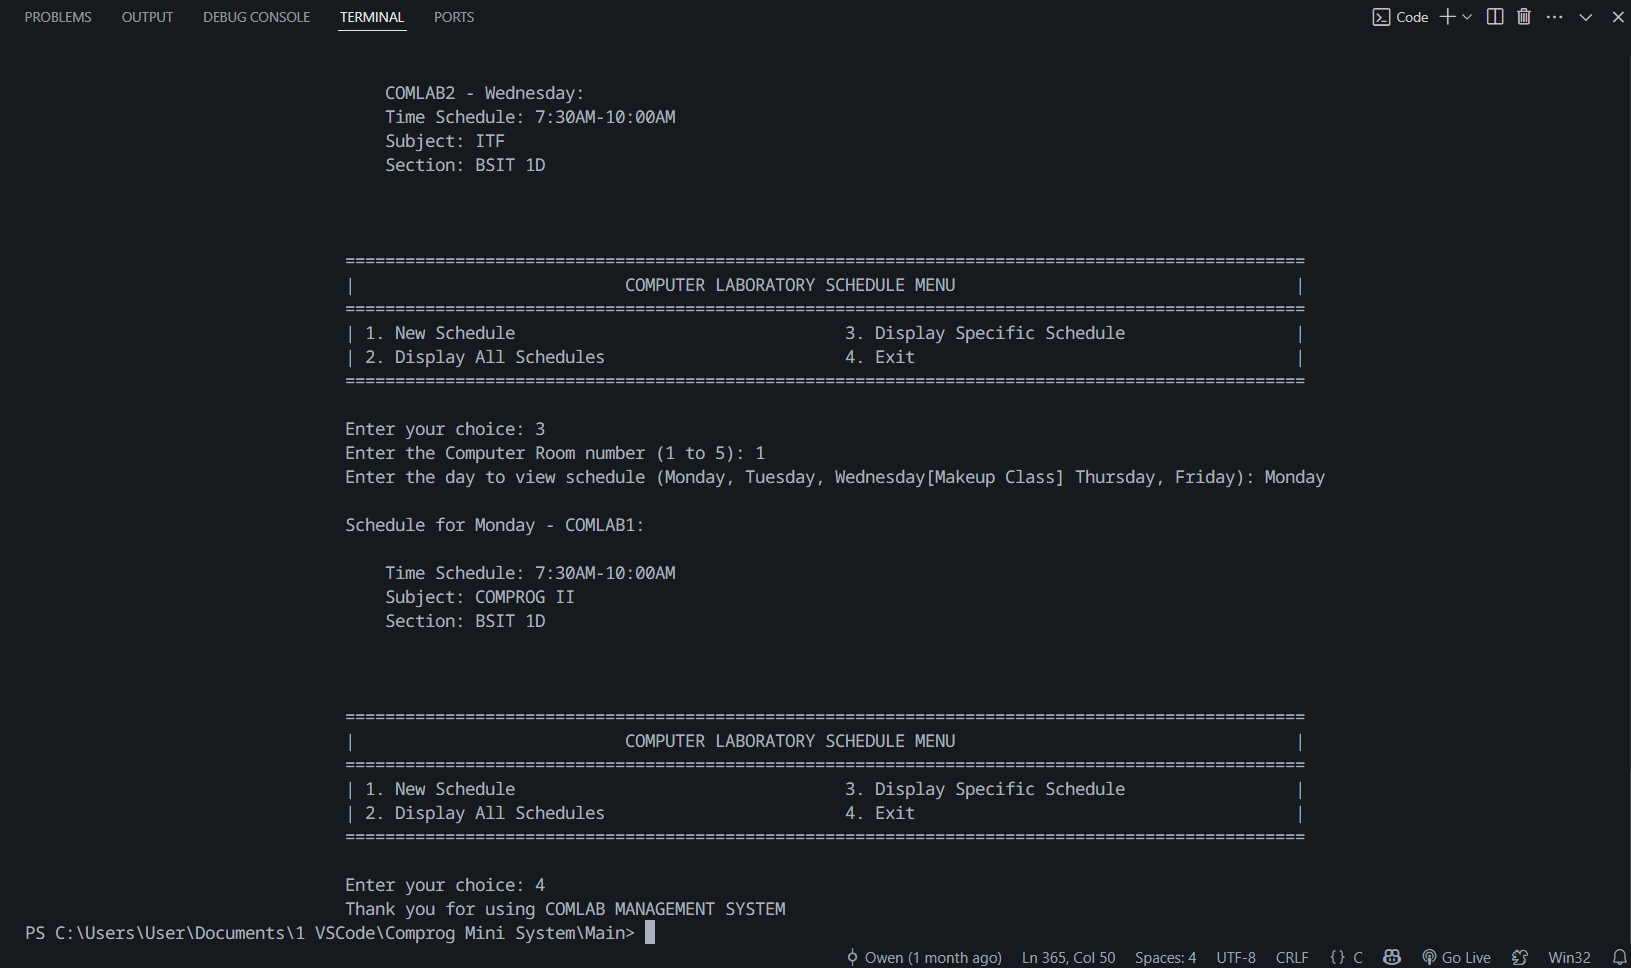 PROBLEMS OUTPUT DEBUG CONSOLE TERMINAL PORTS Code
COMLAB2 - Wednesday:
Time Schedule: 7:30AM-10:00AM
Subject: ITF
Section: BSIT 1D
================================================================================================
| COMPUTER LABORATORY SCHEDULE MENU |
================================================================================================
| 1. New Schedule 3. Display Specific Schedule |
| 2. Display All Schedules 4. Exit |
================================================================================================
Enter your choice: 3
Enter the Computer Room number (1 to 5): 1
Enter the day to view schedule (Monday, Tuesday, Wednesday[Makeup Class] Thursday, Friday): Monday
Schedule for Monday - COMLAB1:
Time Schedule: 7:30AM-10:00AM
Subject: COMPROG II
Section: BSIT 1D
================================================================================================
| COMPUTER LABORATORY SCHEDULE MENU |
================================================================================================
| 1. New Schedule 3. Display Specific Schedule |
| 2. Display All Schedules 4. Exit |
================================================================================================
Enter your choice: 4
Thank you for using COMLAB MANAGEMENT SYSTEM
PS C:\Users\User\Documents\1 VSCode\Comprog Mini System\Main>
Owen (1 month ago) Ln 365, Col 50 Spaces: 4 UTF-8 CRLF {} C Go Live Win32